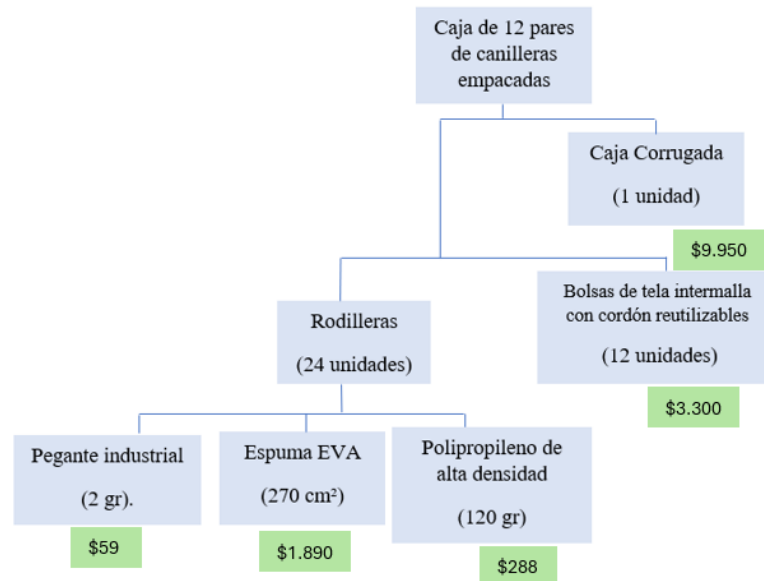 Caja de 12 pares
de canilleras
empacadas
Caja Corrugada
(1 unidad)
$9.950
Bolsas de tela intermalla
con cordón reutilizables
(12 unidades)
$3.300
Rodilleras
(24 unidades)
Pegante industrial
(2 gr).
$59
Espuma EVA
(270 cm²)
$1.890
Polipropileno de
alta densidad
(120 gr)
$288